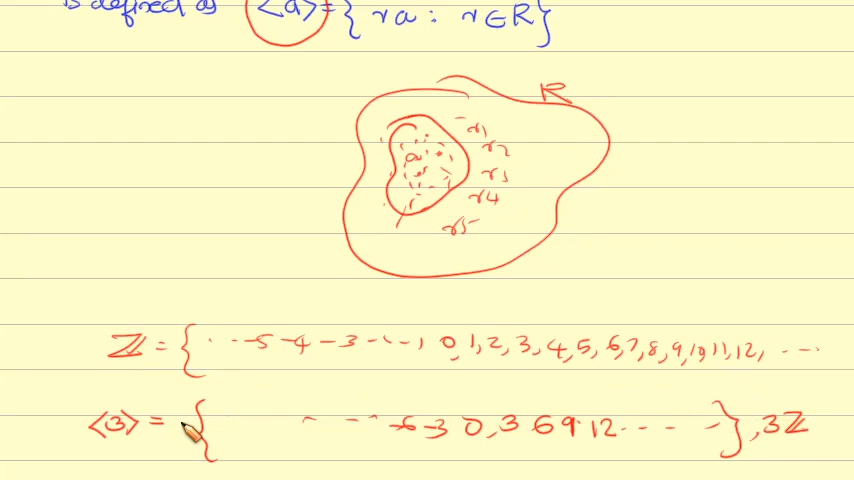 is defined as <a> = { ra : r ∈ R }
R
r1
a r2
r3
r4
r5
ℤ = { ... -5 -4 -3 - - 1 0, 1, 2, 3, 4, 5, 6, 7, 8, 9, 10, 11, 12, ...
<3> = { ... -6 -3 0, 3 6 9 12 ... }, 3ℤ